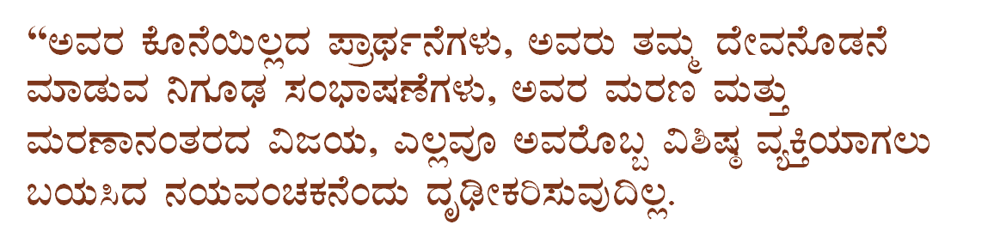 “ಅವರ ಕೊನೆಯಿಲ್ಲದ ಪ್ರಾರ್ಥನೆಗಳು, ಅವರು ತಮ್ಮ ದೇವನೊಡನೆ
ಮಾಡುವ ನಿಗೂಢ ಸಂಭಾಷಣೆಗಳು, ಅವರ ಮರಣ ಮತ್ತು
ಮರಣಾನಂತರದ ವಿಜಯ, ಎಲ್ಲವೂ ಅವರೊಬ್ಬ ವಿಶಿಷ್ಠ ವ್ಯಕ್ತಿಯಾಗಲು
ಬಯಸಿದ ನಯವಂಚಕನೆಂದು ದೃಢೀಕರಿಸುವುದಿಲ್ಲ.